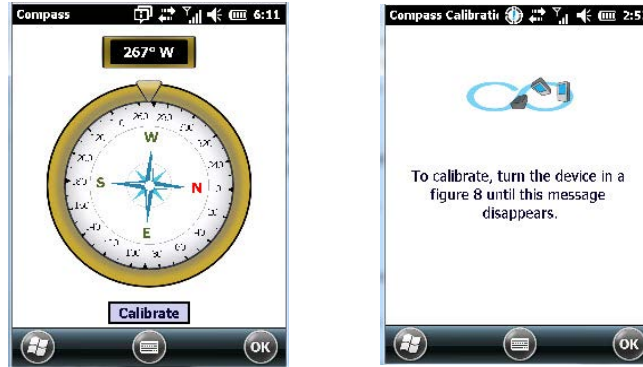 Compass 6:11
267° W
W
S N
E
Calibrate
OK
Compass Calibratic 2:5
To calibrate, turn the device in a
figure 8 until this message
disappears.
OK